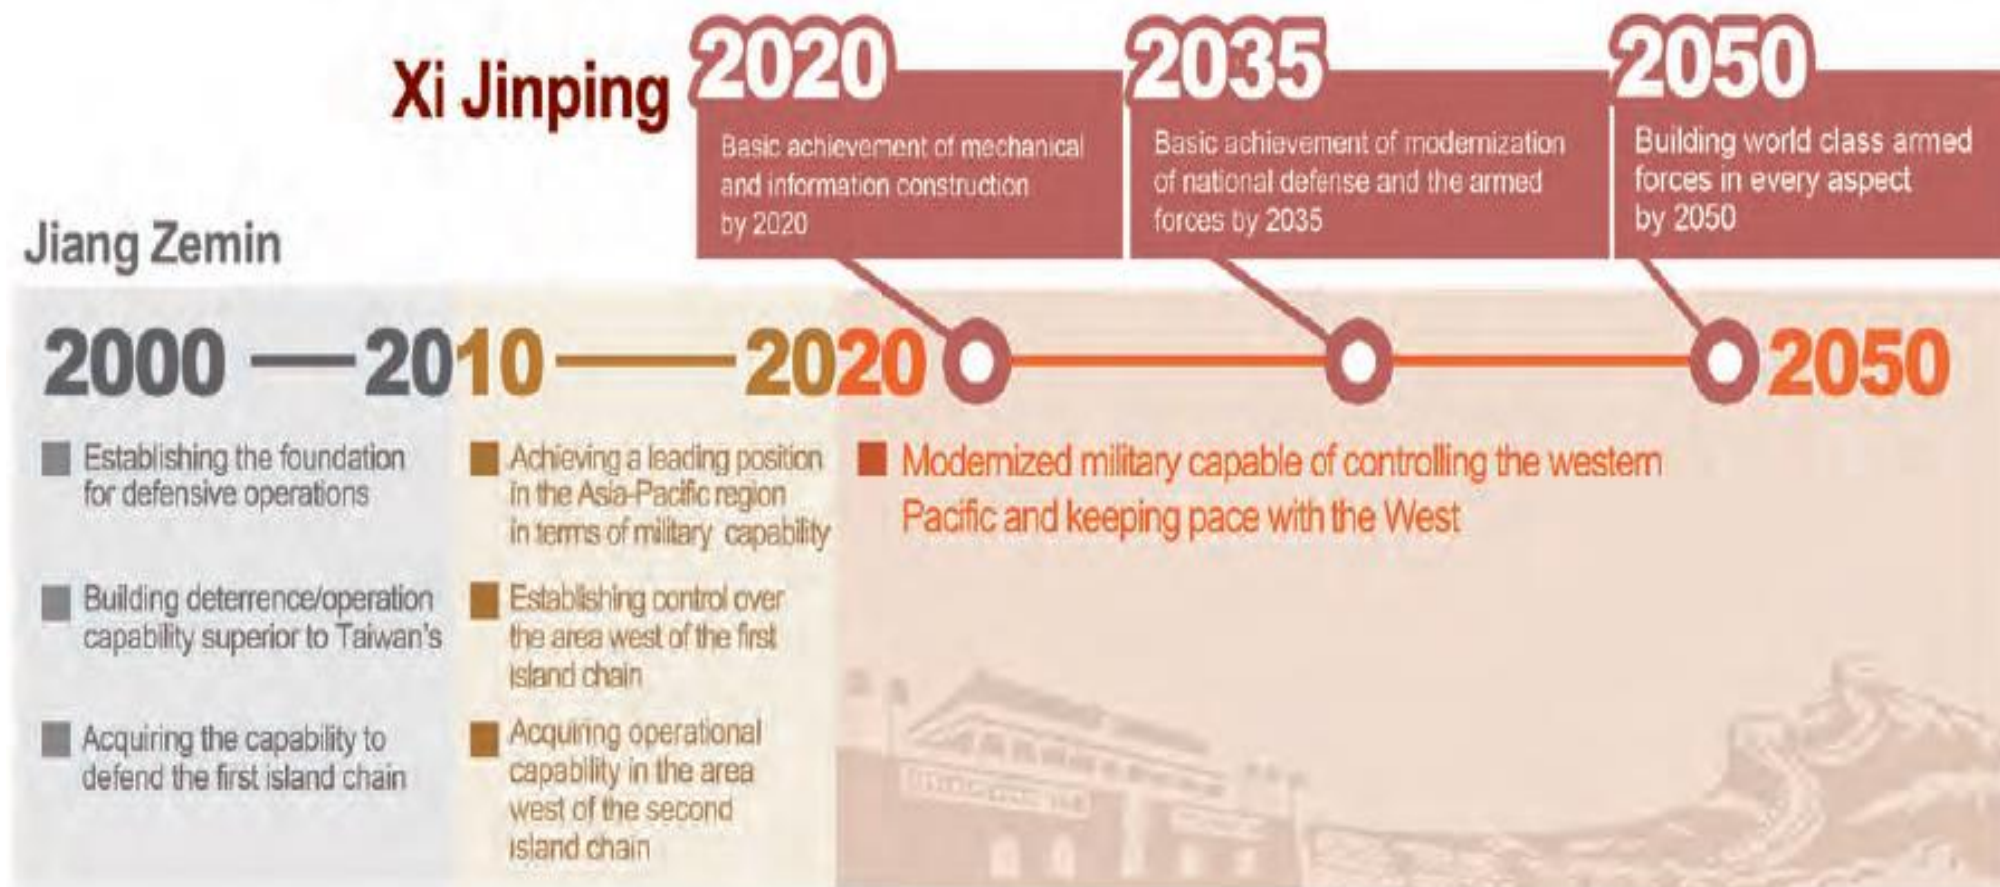 Xi Jinping
2020
Basic achievement of mechanical
and information construction
by 2020
2035
Basic achievement of modernization
of national defense and the armed
forces by 2035
2050
Building world class armed
forces in every aspect
by 2050
Jiang Zemin
2000 — 2010 — 2020 2050
Establishing the foundation
for defensive operations
Building deterrence/operation
capability superior to Taiwan's
Acquiring the capability to
defend the first island chain
Achieving a leading position
in the Asia-Pacific region
in terms of military capability
Establishing control over
the area west of the first
island chain
Acquiring operational
capability in the area
west of the second
island chain
Modernized military capable of controlling the western
Pacific and keeping pace with the West